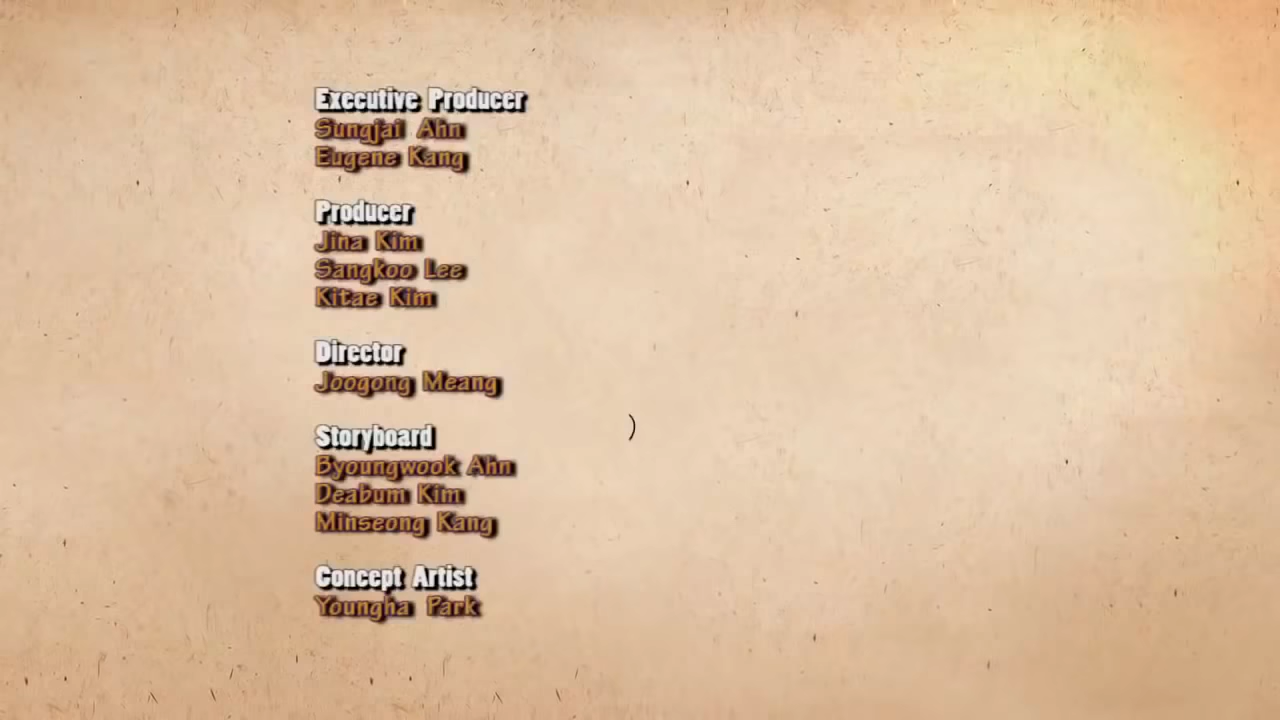 Executive Producer
Sungjai Ahn
Eugene Kang
Producer
Jina Kim
Sangkoo Lee
Kitae Kim
Director
Joogong Meang
Storyboard
Byoungwook Ahn
Deabum Kim
Minseong Kang
Concept Artist
Youngha Park